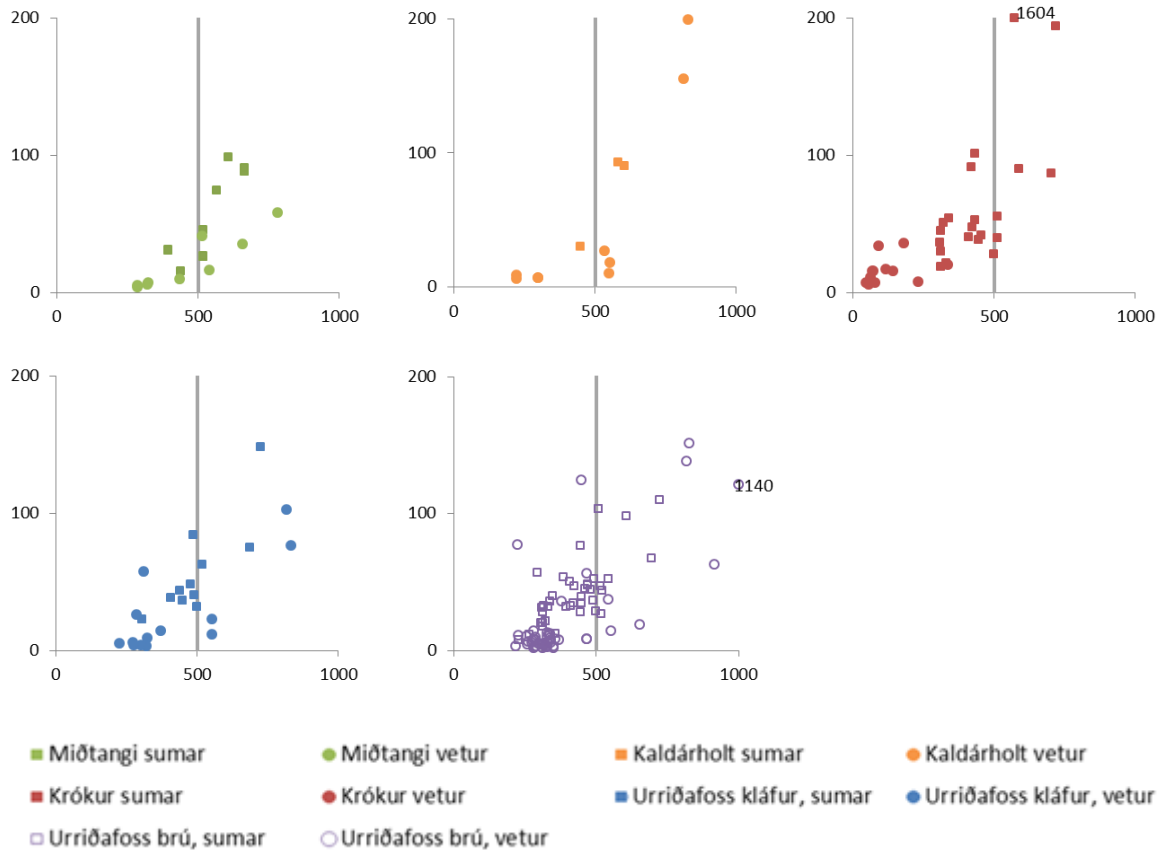 200 200 200 1604
100 100 100
0 0 0
0 500 1000 0 500 1000 0 500 1000
200 200
100 100 1140
0 0
0 500 1000 0 500 1000
Miðtangi sumar Miðtangi vetur Kaldárholt sumar Kaldárholt vetur
Krókur sumar Krókur vetur Urriðafoss kláfur, sumar Urriðafoss kláfur, vetur
Urriðafoss brú, sumar Urriðafoss brú, vetur